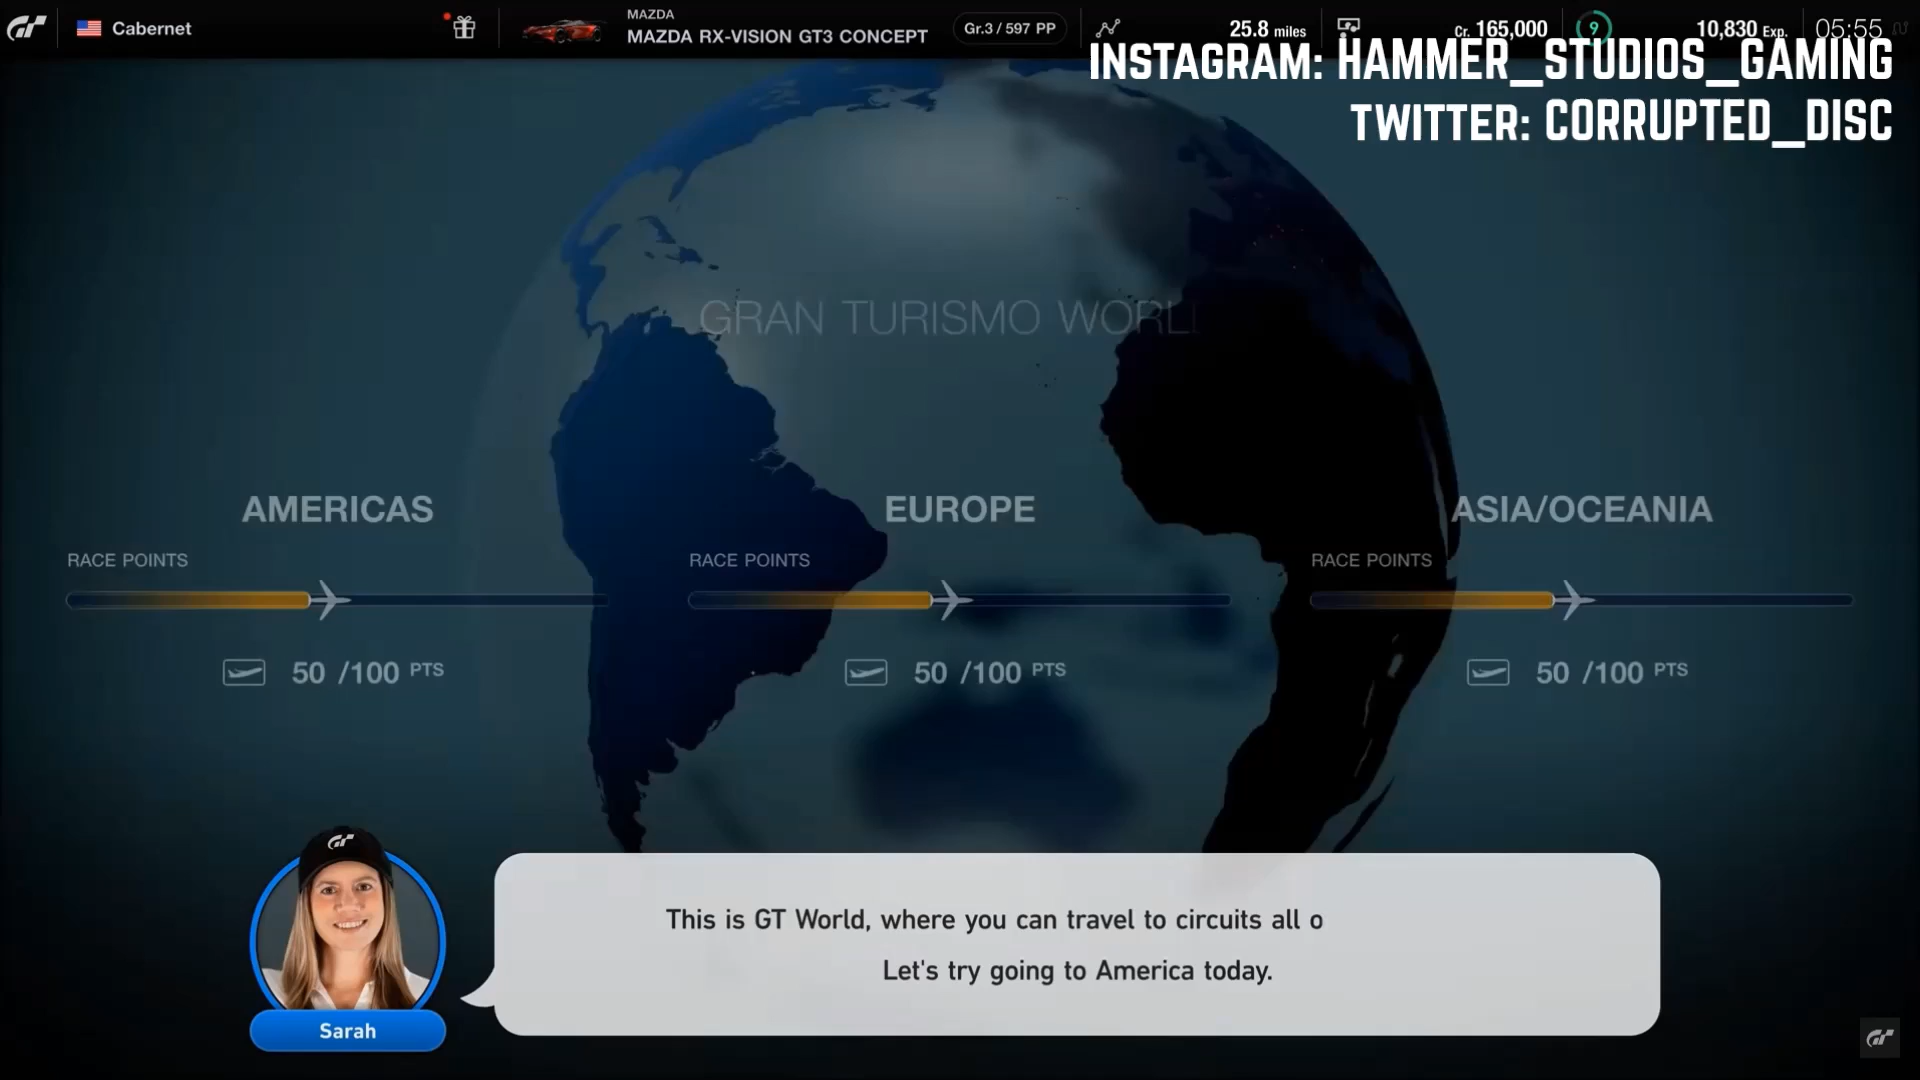 Cabernet
MAZDA
MAZDA RX-VISION GT3 CONCEPT
Gr.3 / 597 PP
25.8 miles
Cr. 165,000
9
10,830 Exp.
05:55
INSTAGRAM: HAMMER_STUDIOS_GAMING
TWITTER: CORRUPTED_DISC
GRAN TURISMO WORL
AMERICAS
RACE POINTS
50 /100 PTS
EUROPE
RACE POINTS
50 /100 PTS
ASIA/OCEANIA
RACE POINTS
50 /100 PTS
This is GT World, where you can travel to circuits all o
Let's try going to America today.
Sarah